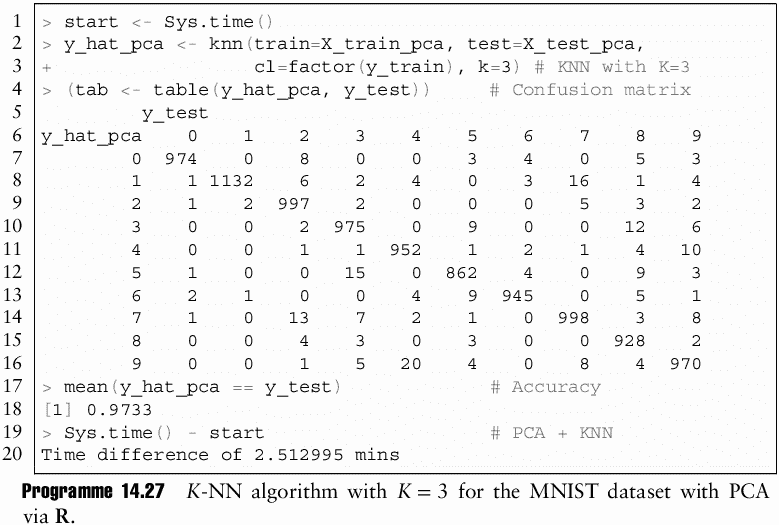 1 > start <- Sys.time()
2 > y_hat_pca <- knn(train=X_train_pca, test=X_test_pca,
3 + cl=factor(y_train), k=3) # KNN with K=3
4 > (tab <- table(y_hat_pca, y_test)) # Confusion matrix
5 y_test
6 y_hat_pca 0 1 2 3 4 5 6 7 8 9
7 0 974 0 8 0 0 3 4 0 5 3
8 1 1 1132 6 2 4 0 3 16 1 4
9 2 1 2 997 2 0 0 0 5 3 2
10 3 0 0 2 975 0 9 0 0 12 6
11 4 0 0 1 1 952 1 2 1 4 10
12 5 1 0 0 15 0 862 4 0 9 3
13 6 2 1 0 0 4 9 945 0 5 1
14 7 1 0 13 7 2 1 0 998 3 8
15 8 0 0 4 3 0 3 0 0 928 2
16 9 0 0 1 5 20 4 0 8 4 970
17 > mean(y_hat_pca == y_test) # Accuracy
18 [1] 0.9733
19 > Sys.time() - start # PCA + KNN
20 Time difference of 2.512995 mins
Programme 14.27 K-NN algorithm with K = 3 for the MNIST dataset with PCA
via R.